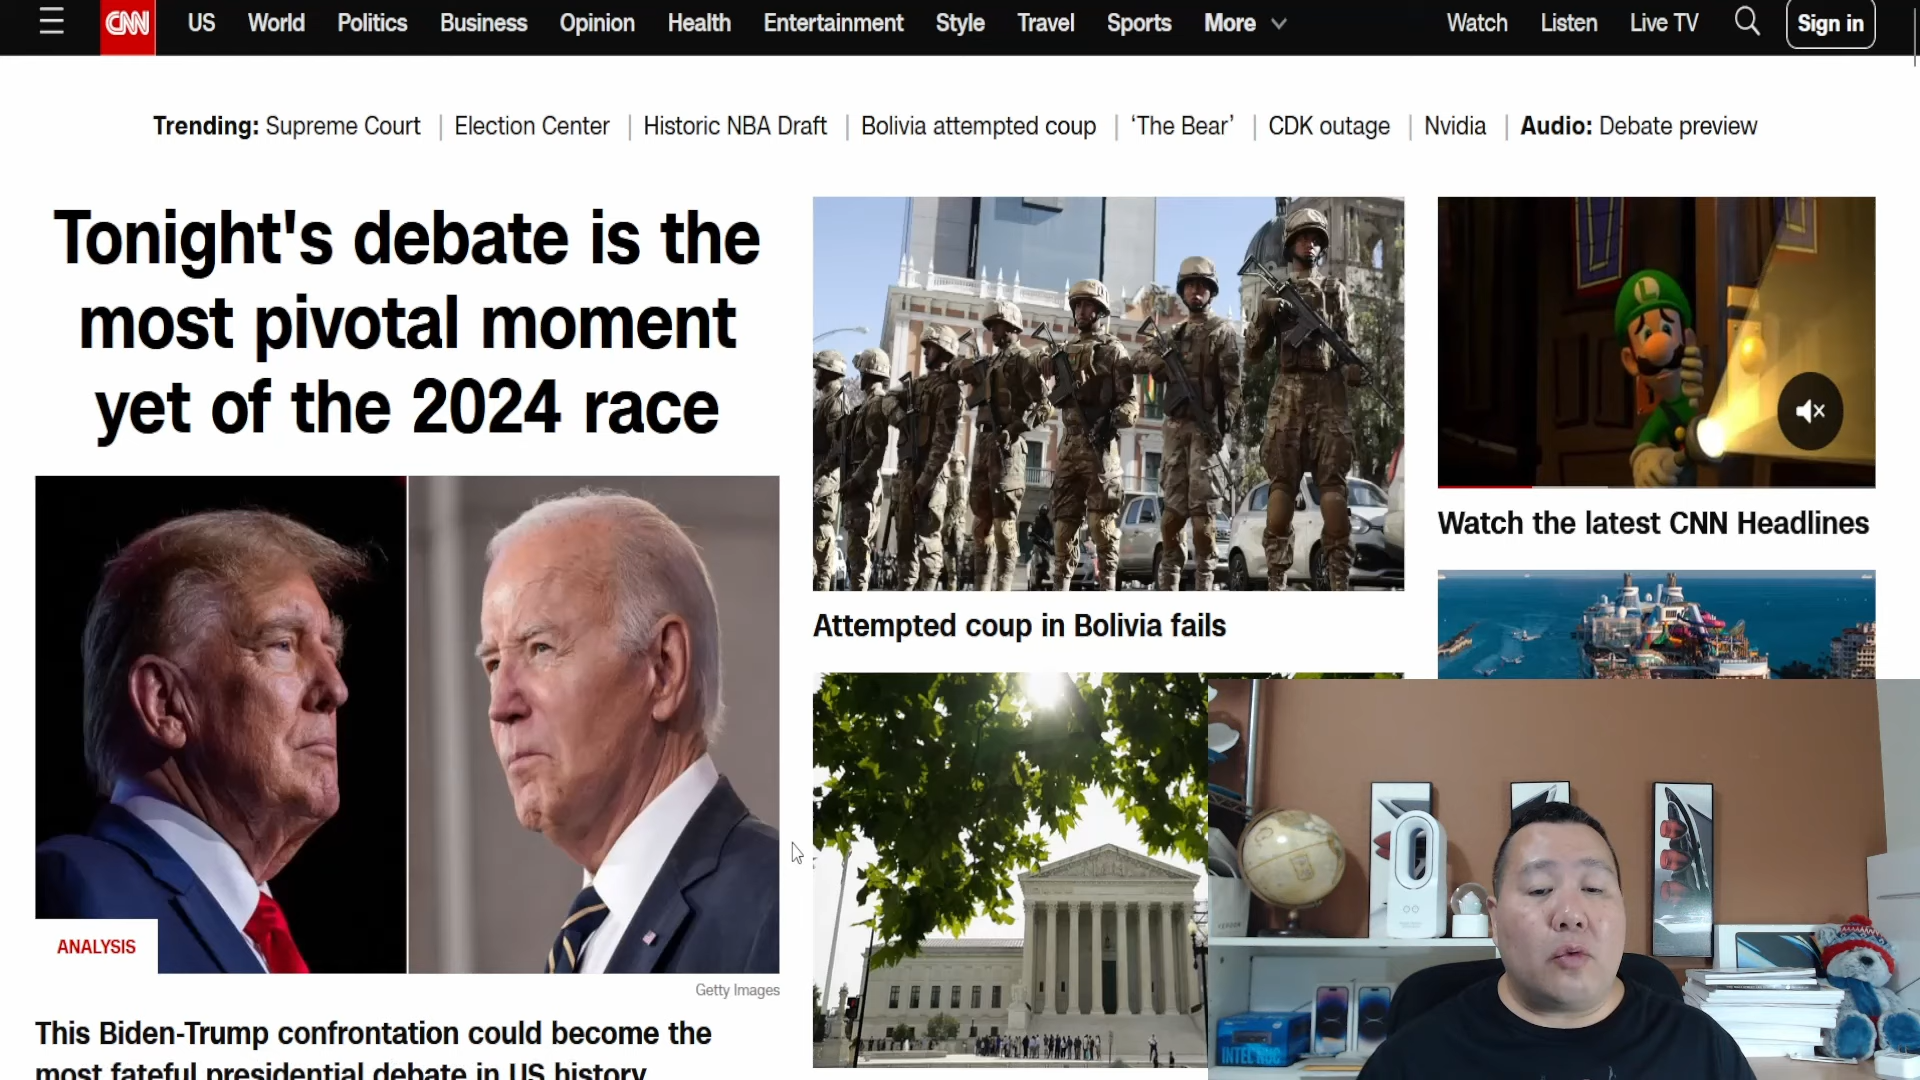 CNN US World Politics Business Opinion Health Entertainment Style Travel Sports More Watch Listen Live TV Sign in
Trending: Supreme Court | Election Center | Historic NBA Draft | Bolivia attempted coup | ‘The Bear’ | CDK outage | Nvidia | Audio: Debate preview
Tonight's debate is the
most pivotal moment
yet of the 2024 race
ANALYSIS
Getty Images
This Biden-Trump confrontation could become the
most fateful presidential debate in US history
Attempted coup in Bolivia fails
L
Watch the latest CNN Headlines
INTEL NUC